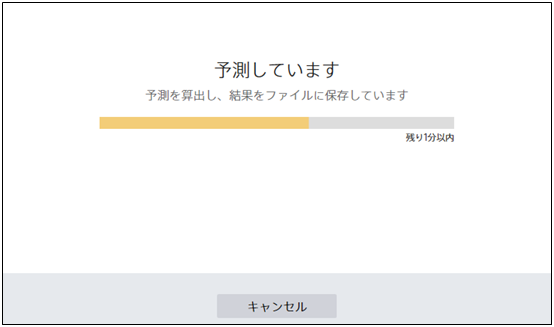 予測しています
予測を算出し、結果をファイルに保存しています
残り1分以内
キャンセル